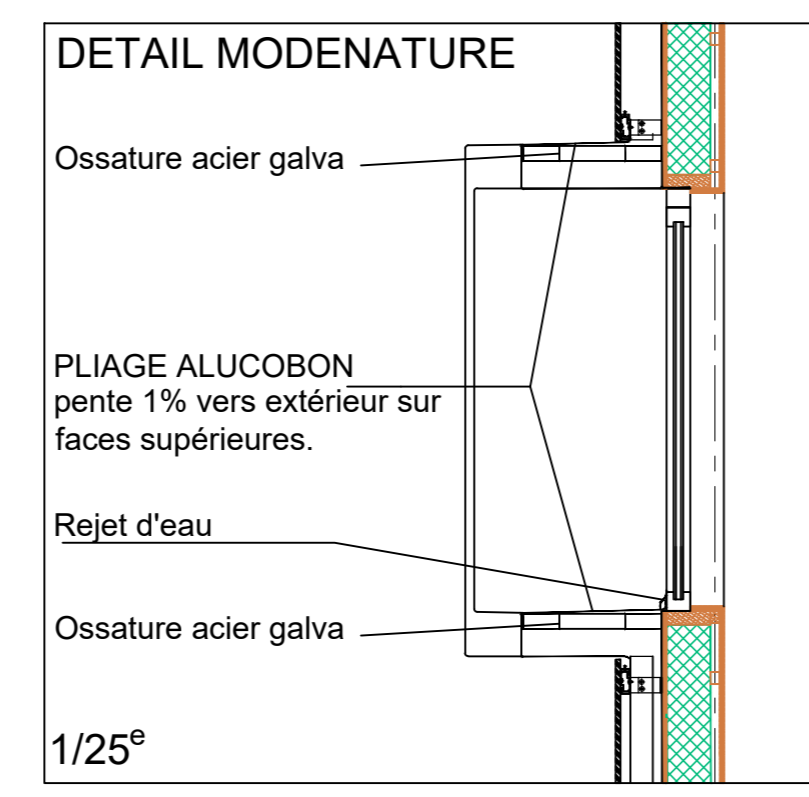 DETAIL MODENATURE
Ossature acier galva
PLIAGE ALUCOBON
pente 1% vers extérieur sur
faces supérieures.
Rejet d'eau
Ossature acier galva
1/25e